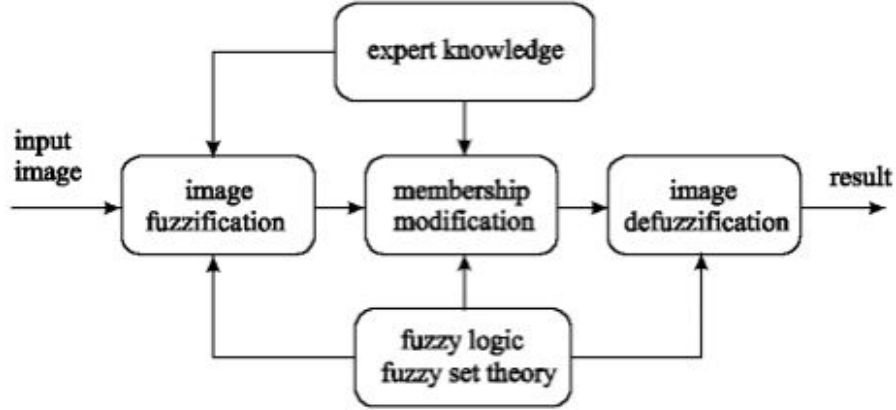 expert knowledge
input
image
image
fuzzification
membership
modification
image
defuzzification
result
fuzzy logic
fuzzy set theory